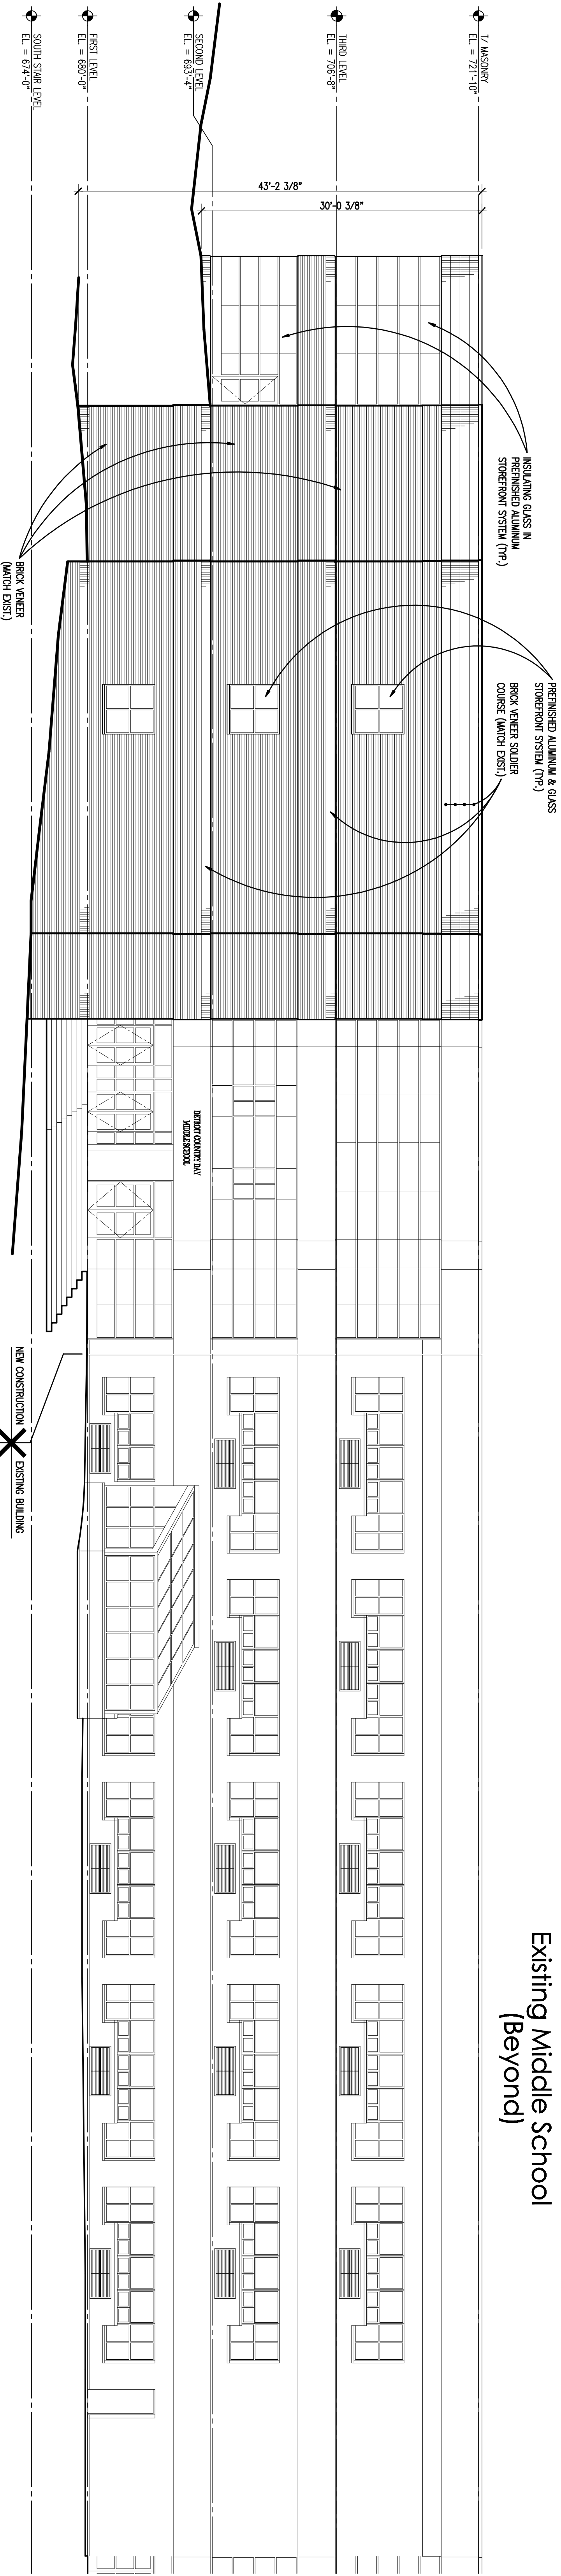 Existing Middle School
(Beyond)
T/ MASONRY
EL. = 721'-10"
THIRD LEVEL
EL. = 706'-8"
SECOND LEVEL
EL. = 693'-4"
FIRST LEVEL
EL. = 680'-0"
SOUTH STAIR LEVEL
EL. = 674'-0"
43'-2 3/8"
30'-0 3/8"
INSULATING GLASS IN
PREFINISHED ALUMINUM
STOREFRONT SYSTEM (TYP.)
BRICK VENEER
(MATCH EXIST.)
PREFINISHED ALUMINUM & GLASS
STOREFRONT SYSTEM (TYP.)
BRICK VENEER SOLDIER
COURSE (MATCH EXIST.)
DETROIT COUNTRY DAY
MIDDLE SCHOOL
NEW CONSTRUCTION
EXISTING BUILDING